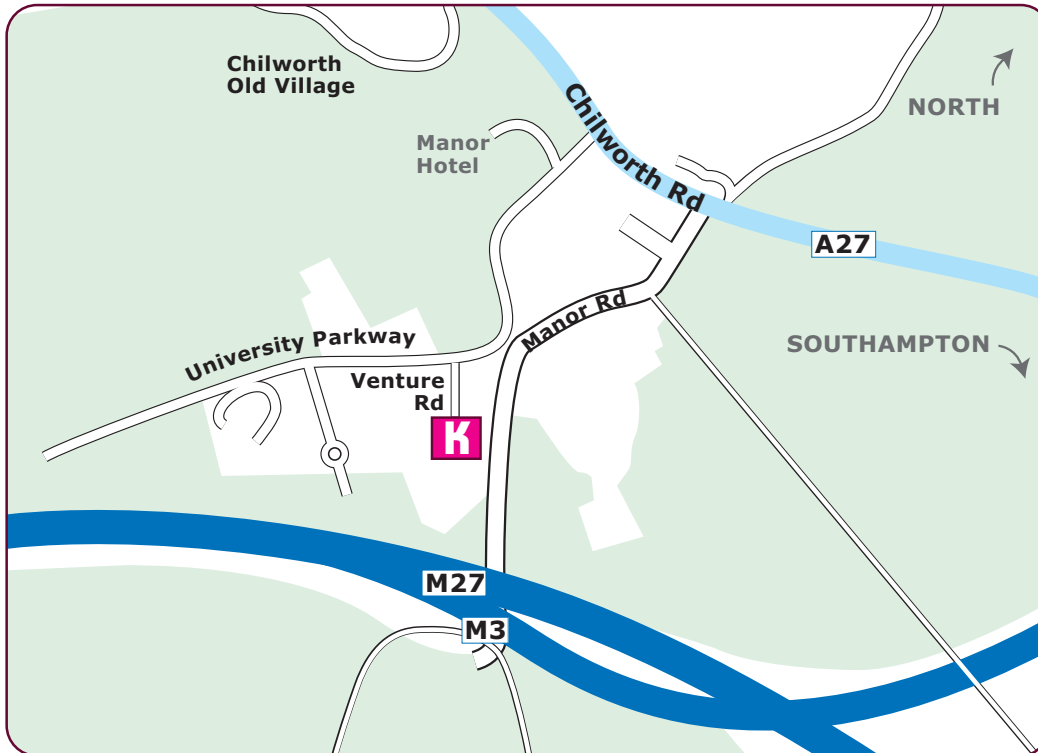 Chilworth
Old Village
NORTH
Chilworth Rd
Manor
Hotel
A27
Manor Rd
University Parkway
SOUTHAMPTON
Venture
Rd
K
M27
M3